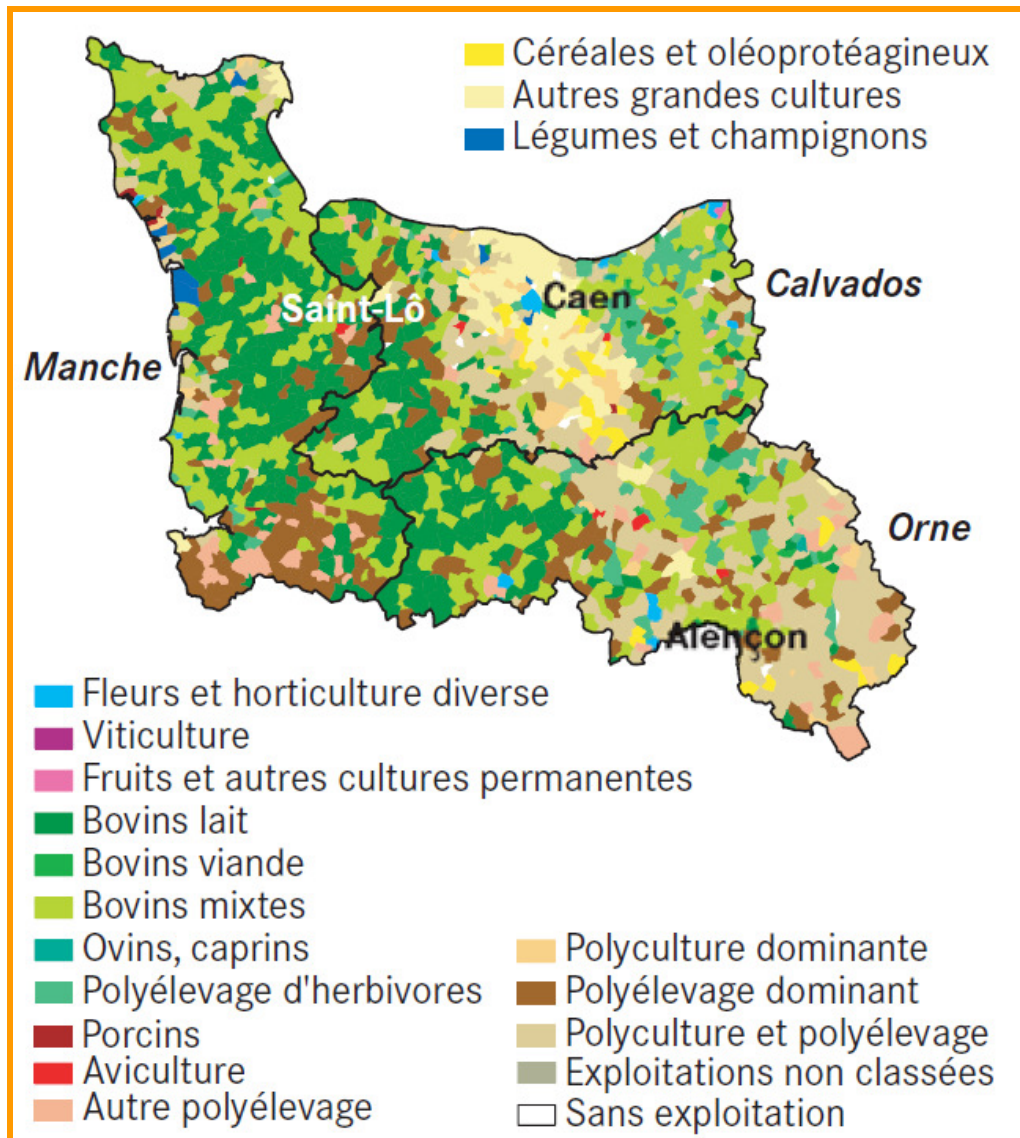 Céréales et oléoprotéagineux
Autres grandes cultures
Légumes et champignons
Calvados
Caen
Saint-Lô
Manche
Orne
Alençon
Fleurs et horticulture diverse
Viticulture
Fruits et autres cultures permanentes
Bovins lait
Bovins viande
Bovins mixtes
Ovins, caprins
Polyélevage d'herbivores
Porcins
Aviculture
Autre polyélevage
Polyculture dominante
Polyélevage dominant
Polyculture et polyélevage
Exploitations non classées
Sans exploitation